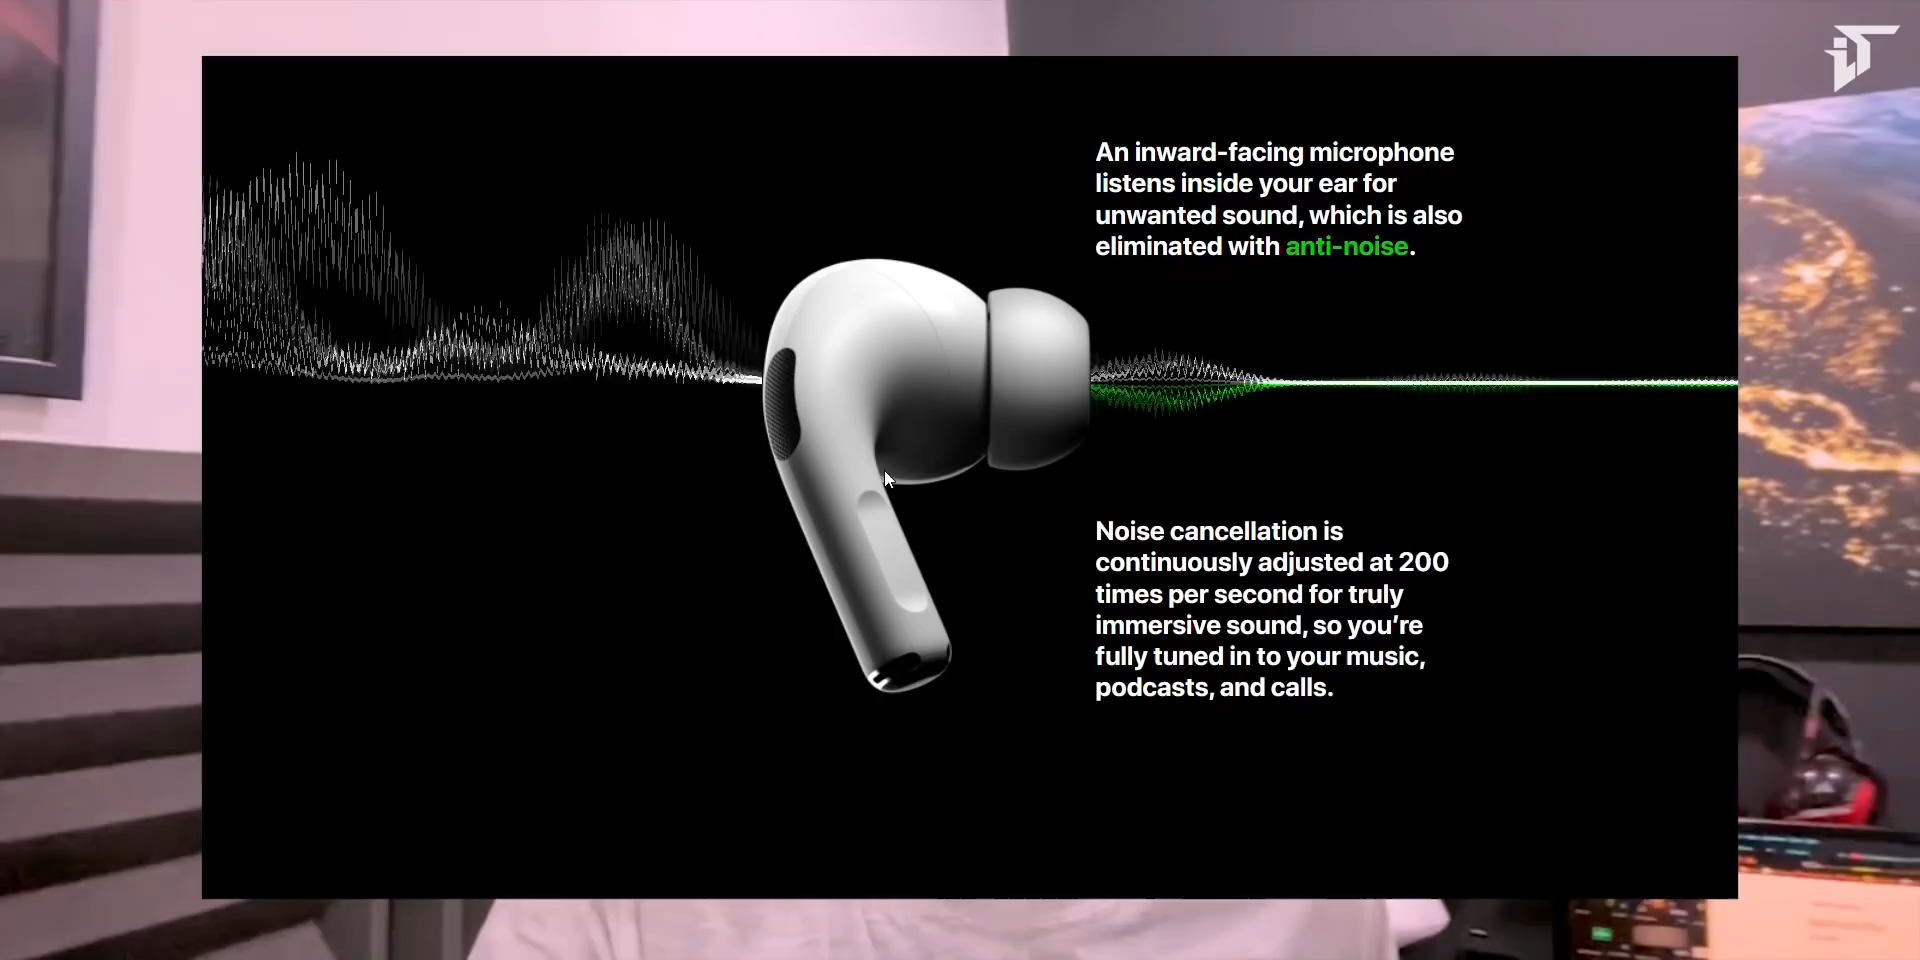 An inward-facing microphone
listens inside your ear for
unwanted sound, which is also
eliminated with anti-noise.
Noise cancellation is
continuously adjusted at 200
times per second for truly
immersive sound, so you're
fully tuned in to your music,
podcasts, and calls.